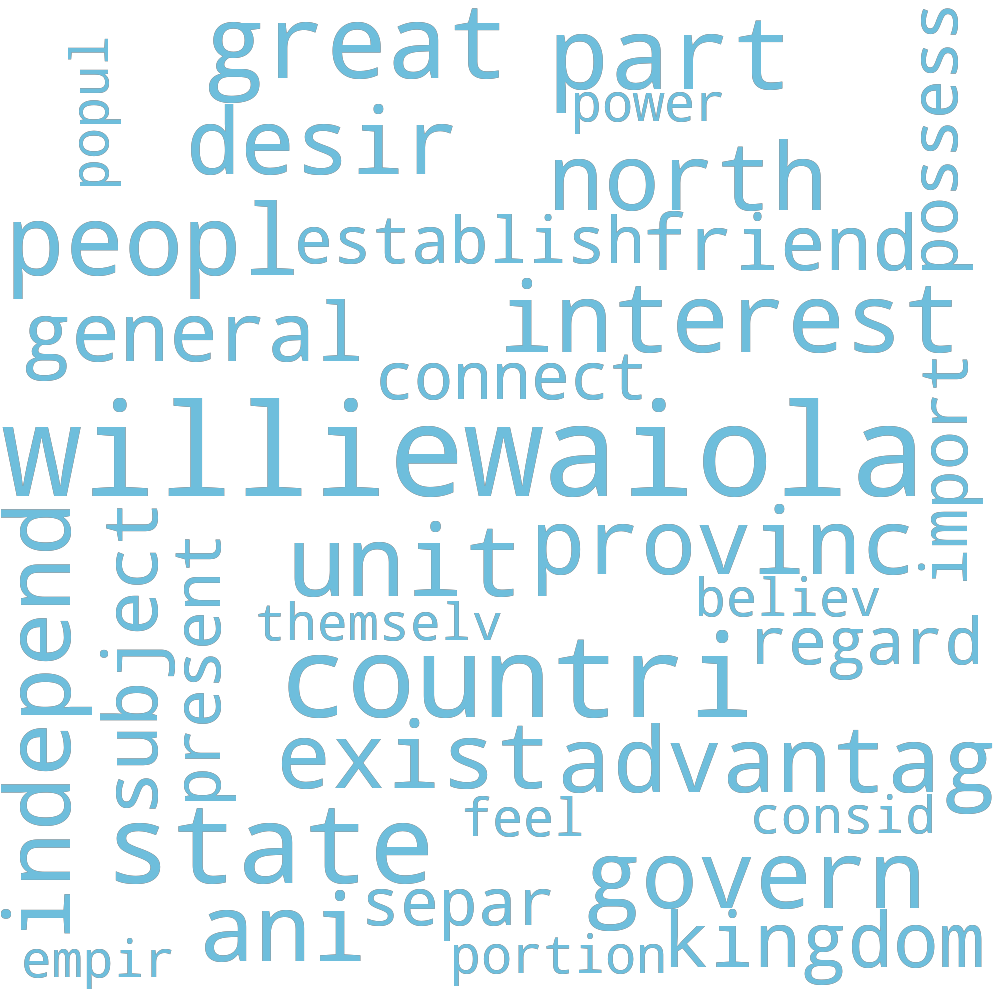 great
part
popul
possess
power
desir
north
peopl
establish
friend
general
interest
connect
import
williewaiola
independ
subject
present
unit
provinc
believ
themselv
regard
countri
exist
advantag
feel
consid
state
govern
separ
ani
kingdom
empir
portion